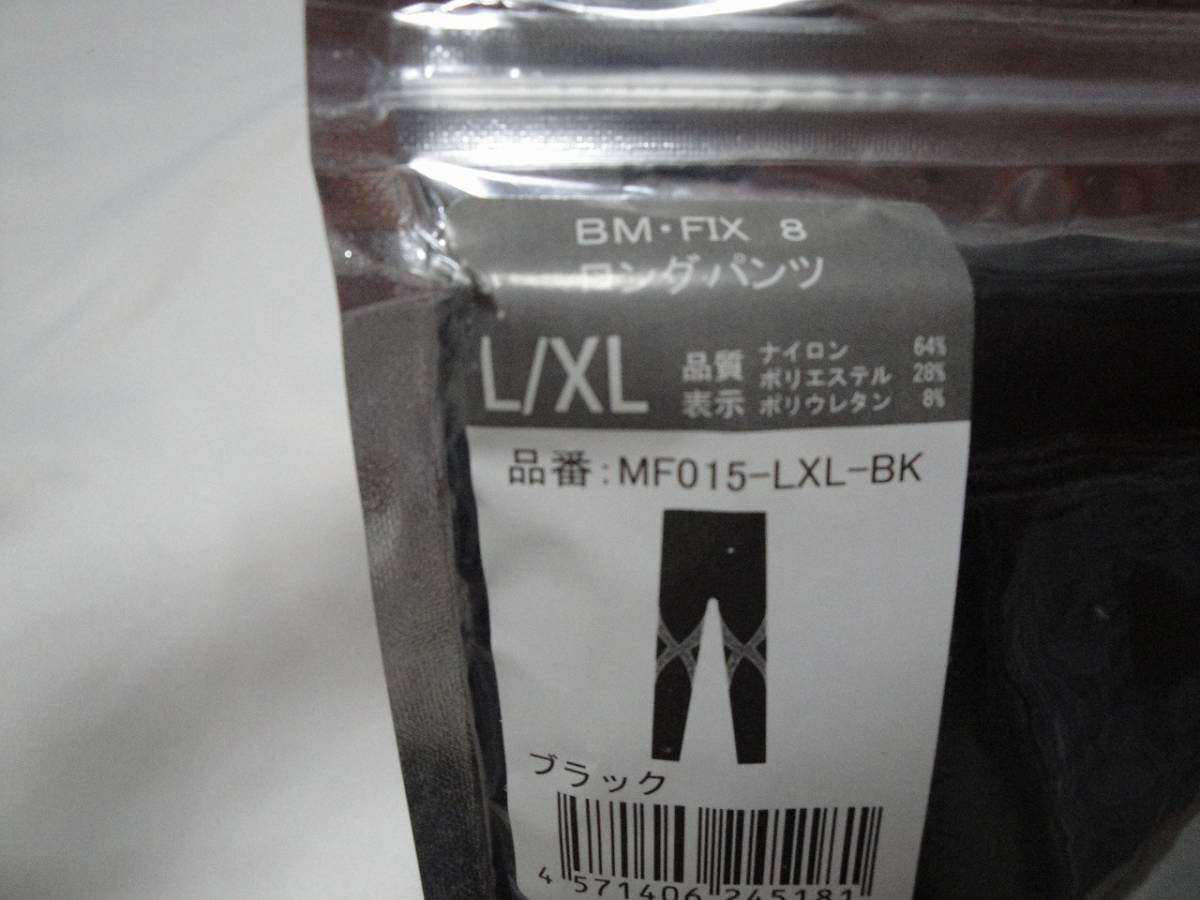 BM・FIX 8
ロングパンツ
L/XL
品質 ナイロン 64%
ポリエステル 28%
表示 ポリウレタン 8%
品番:MF015-LXL-BK
ブラック
4 571406 245181